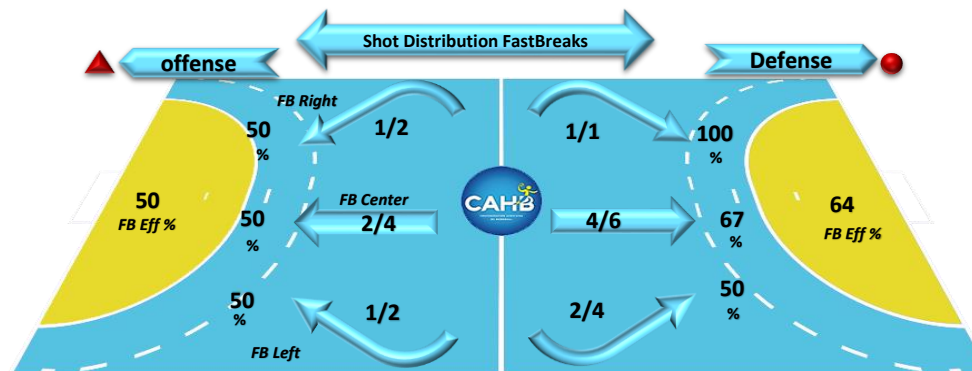 Shot Distribution FastBreaks
offense
Defense
FB Right
50
%
1/2
1/1
100
%
50
FB Eff %
50
%
FB Center
2/4
CAHB
4/6
67
%
64
FB Eff %
50
%
1/2
2/4
50
%
FB Left